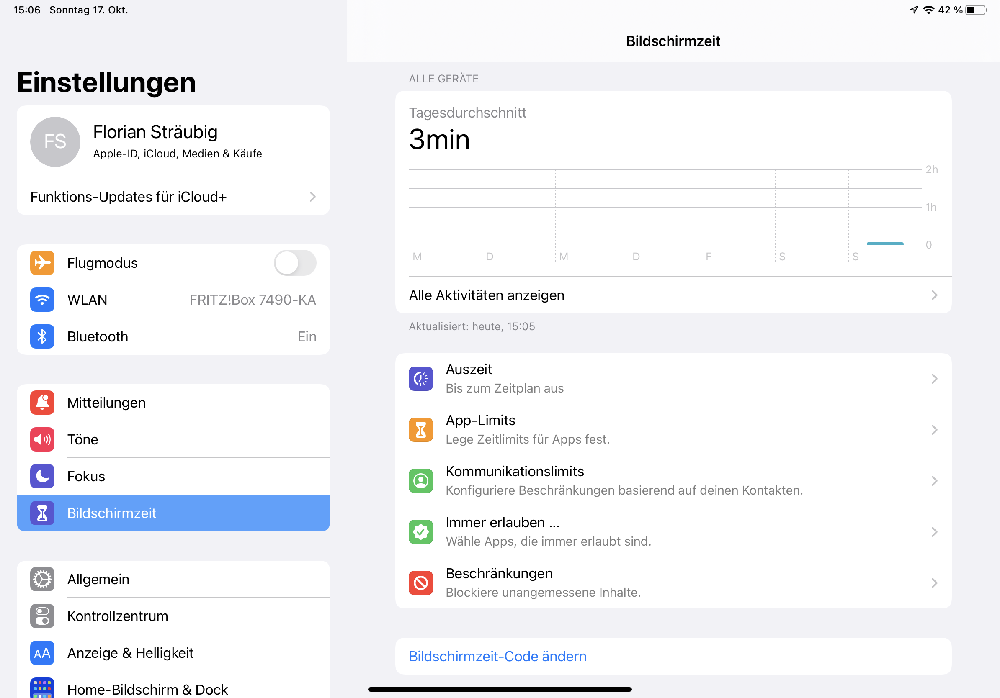 15:06 Sonntag 17. Okt.
42 %
Einstellungen
FS
Florian Sträubig
Apple-ID, iCloud, Medien & Käufe
Funktions-Updates für iCloud+
Flugmodus
WLAN FRITZ!Box 7490-KA
Bluetooth Ein
Mitteilungen
Töne
Fokus
Bildschirmzeit
Allgemein
Kontrollzentrum
AA Anzeige & Helligkeit
Home-Bildschirm & Dock
Bildschirmzeit
ALLE GERÄTE
Tagesdurchschnitt
3min
2h
1h
0
M D M D F S S
Alle Aktivitäten anzeigen
Aktualisiert: heute, 15:05
Auszeit
Bis zum Zeitplan aus
App-Limits
Lege Zeitlimits für Apps fest.
Kommunikationslimits
Konfiguriere Beschränkungen basierend auf deinen Kontakten.
Immer erlauben ...
Wähle Apps, die immer erlaubt sind.
Beschränkungen
Blockiere unangemessene Inhalte.
Bildschirmzeit-Code ändern